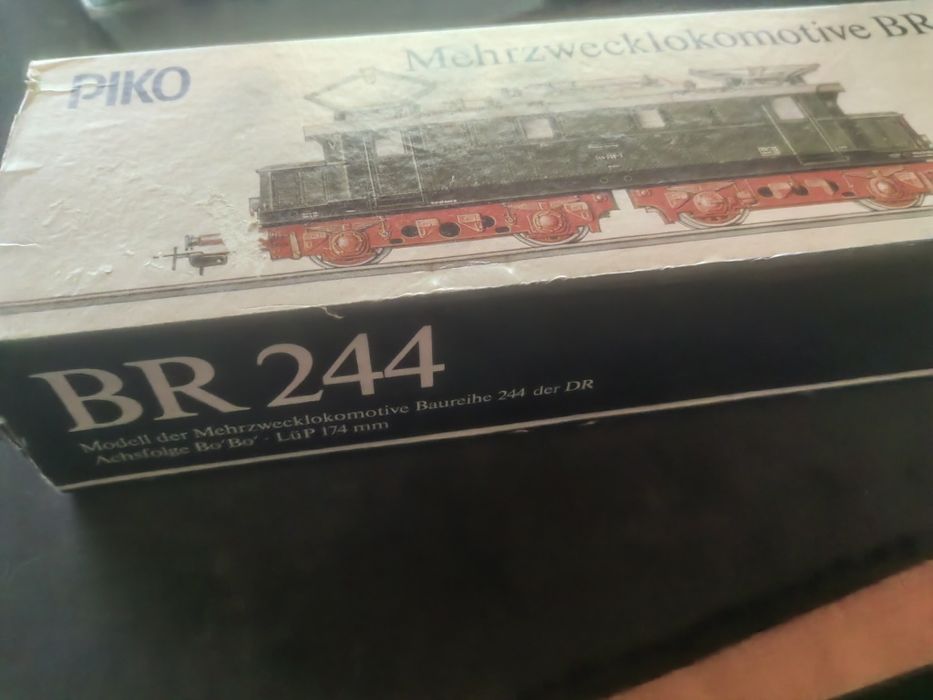 PIKO
Mehrzwecklokomotive BR
BR 244
Modell der Mehrzwecklokomotive Baureihe 244 der DR
Achsfolge Bo'Bo' · LüP 174 mm